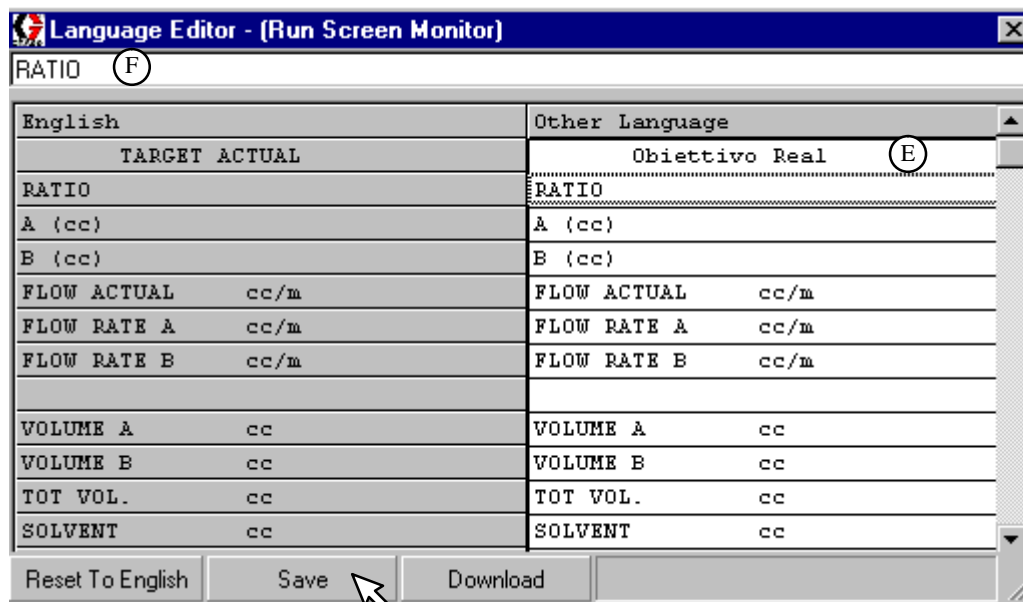 Language Editor - (Run Screen Monitor)
RATIO F
English Other Language
TARGET ACTUAL Obiettivo Real E
RATIO RATIO
A (cc) A (cc)
B (cc) B (cc)
FLOW ACTUAL cc/m FLOW ACTUAL cc/m
FLOW RATE A cc/m FLOW RATE A cc/m
FLOW RATE B cc/m FLOW RATE B cc/m
VOLUME A cc VOLUME A cc
VOLUME B cc VOLUME B cc
TOT VOL. cc TOT VOL. cc
SOLVENT cc SOLVENT cc
Reset To English Save Download